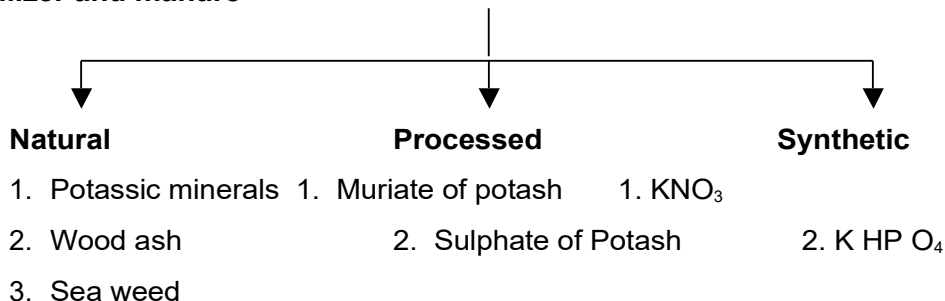 and manure
Natural Processed Synthetic
1. Potassic minerals 1. Muriate of potash 1. KNO₃
2. Wood ash 2. Sulphate of Potash 2. K HP O₄
3. Sea weed